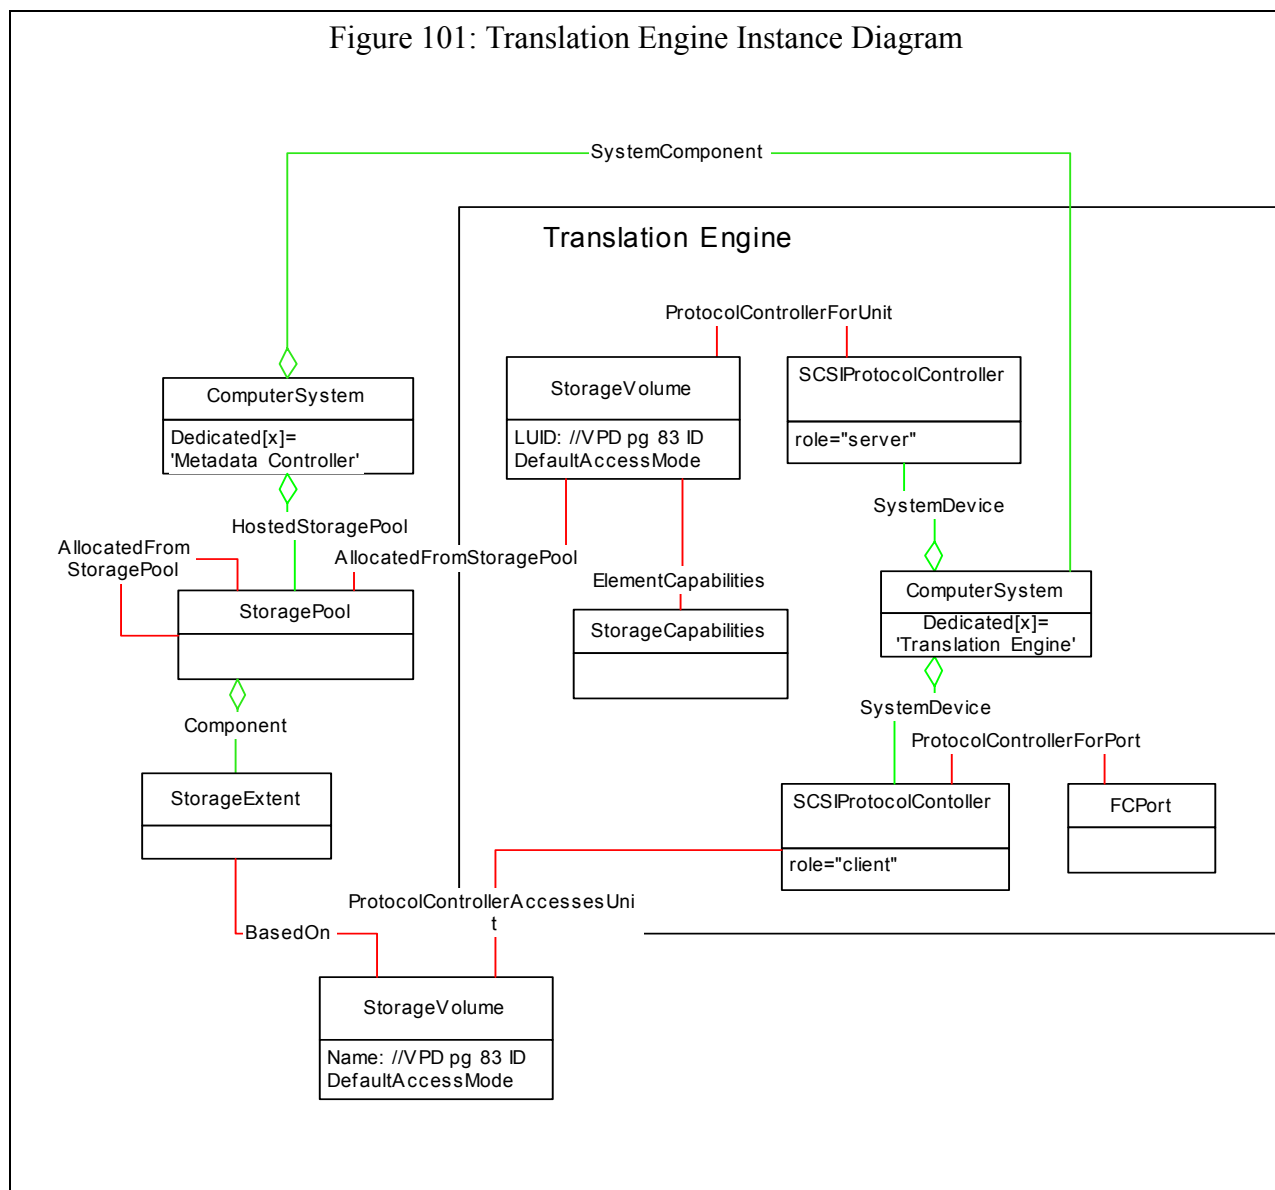 Figure 101: Translation Engine Instance Diagram
SystemComponent
Translation Engine
ProtocolControllerForUnit
ComputerSystem
Dedicated[x]=
'Metadata Controller'
StorageVolume
LUID: //VPD pg 83 ID
DefaultAccessMode
SCSIProtocolController
role="server"
SystemDevice
HostedStoragePool
AllocatedFrom
StoragePool
AllocatedFromStoragePool
ElementCapabilities
ComputerSystem
Dedicated[x]=
'Translation Engine'
StoragePool
StorageCapabilities
SystemDevice
Component
ProtocolControllerForPort
StorageExtent
SCSIProtocolContoller
role="client"
FCPort
ProtocolControllerAccessesUni
t
BasedOn
StorageVolume
Name: //VPD pg 83 ID
DefaultAccessMode